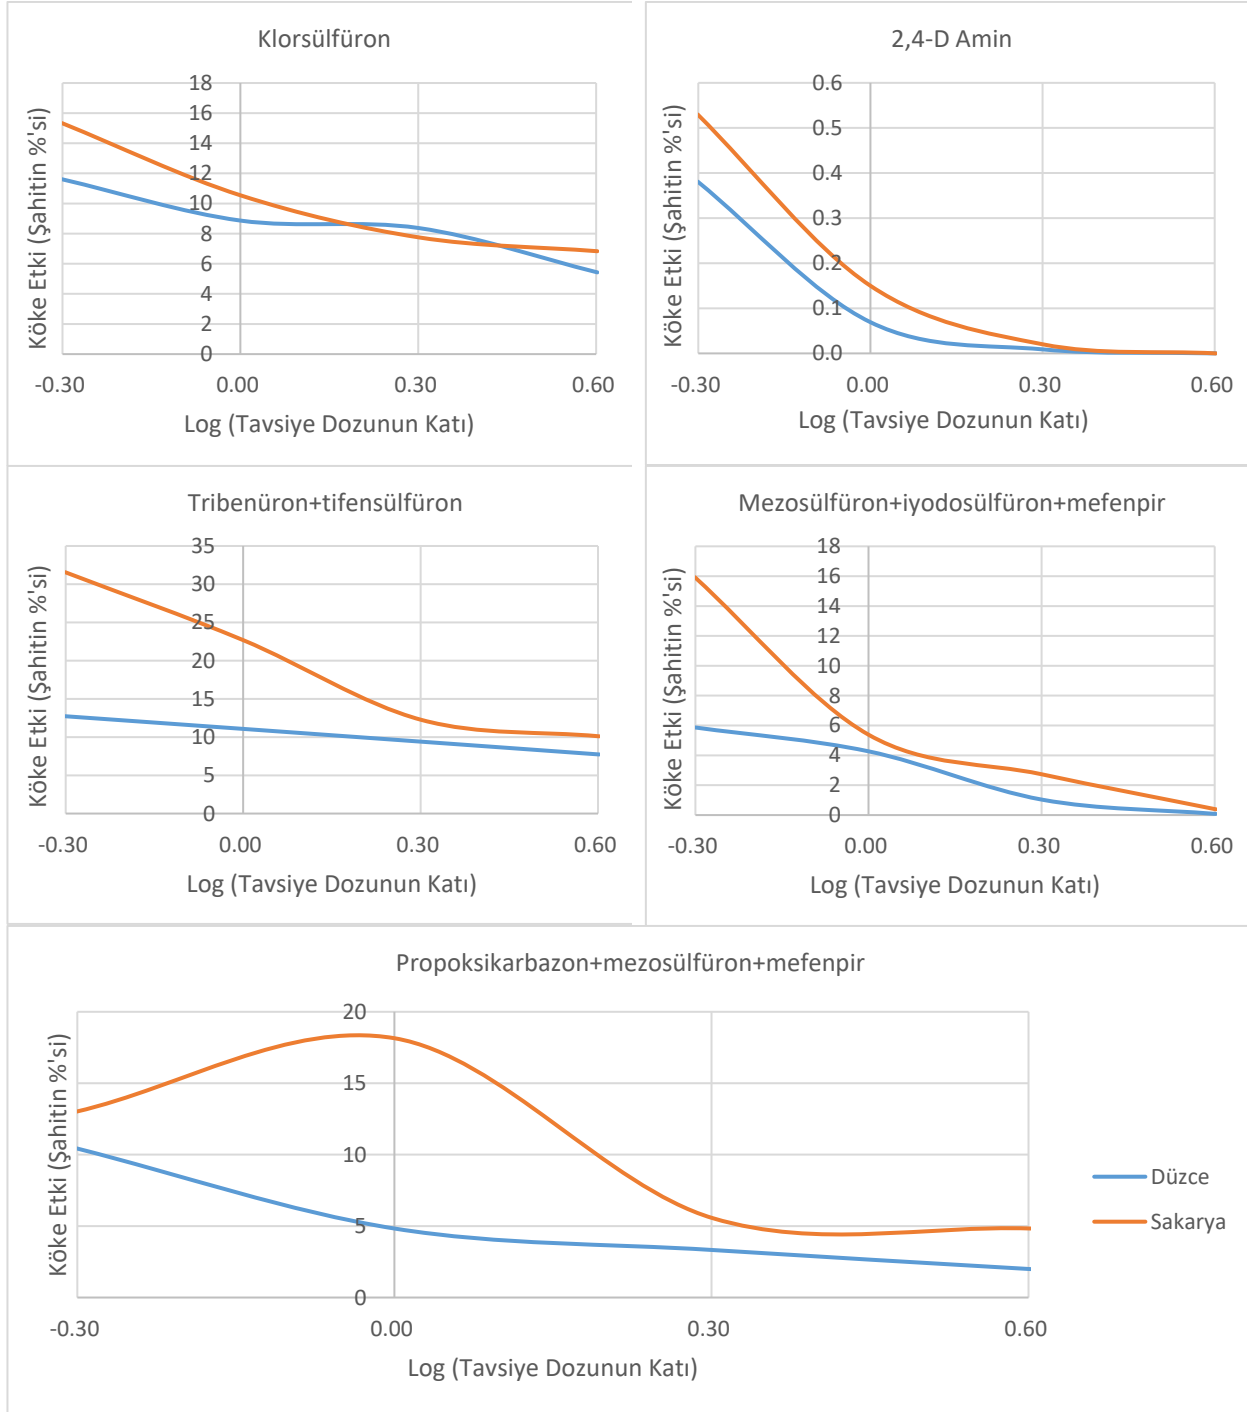 Klorsülfüron
Köke Etki (Şahitin %'si)
18
16
14
12
10
8
6
4
2
0
-0.30 0.00 0.30 0.60
Log (Tavsiye Dozunun Katı)
2,4-D Amin
Köke Etki (Şahitin %'si)
0.6
0.5
0.4
0.3
0.2
0.1
0.0
-0.30 0.00 0.30 0.60
Log (Tavsiye Dozunun Katı)
Tribenüron+tifensülfüron
Köke Etki (Şahitin %'si)
35
30
25
20
15
10
5
0
-0.30 0.00 0.30 0.60
Log (Tavsiye Dozunun Katı)
Mezosülfüron+iyodosülfüron+mefenpir
Köke Etki (Şahitin %'si)
18
16
14
12
10
8
6
4
2
0
-0.30 0.00 0.30 0.60
Log (Tavsiye Dozunun Katı)
Propoksikarbazon+mezosülfüron+mefenpir
Köke Etki (Şahitin %'si)
20
15
10
5
0
-0.30 0.00 0.30 0.60
Log (Tavsiye Dozunun Katı)
Düzce
Sakarya